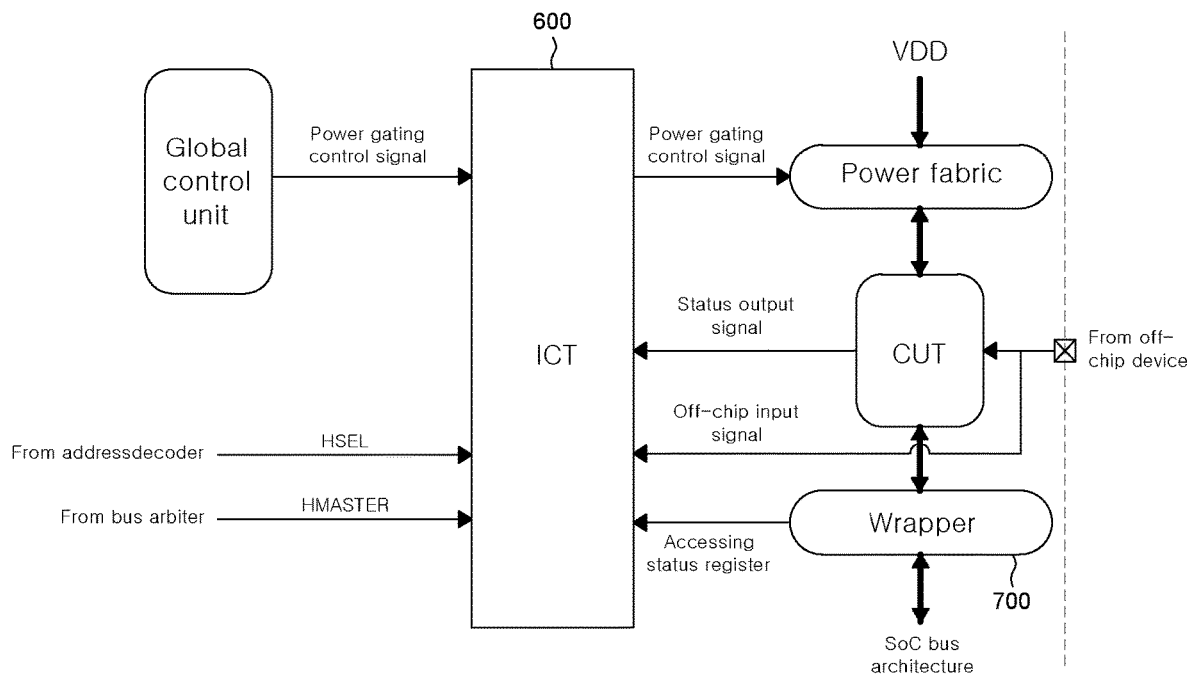 600
VDD
Global
control
unit
Power gating
control signal
Power gating
control signal
Power fabric
Status output
signal
ICT
CUT
From off-
chip device
Off-chip input
signal
From addressdecoder
HSEL
From bus arbiter
HMASTER
Accessing
status register
Wrapper
700
SoC bus
architecture